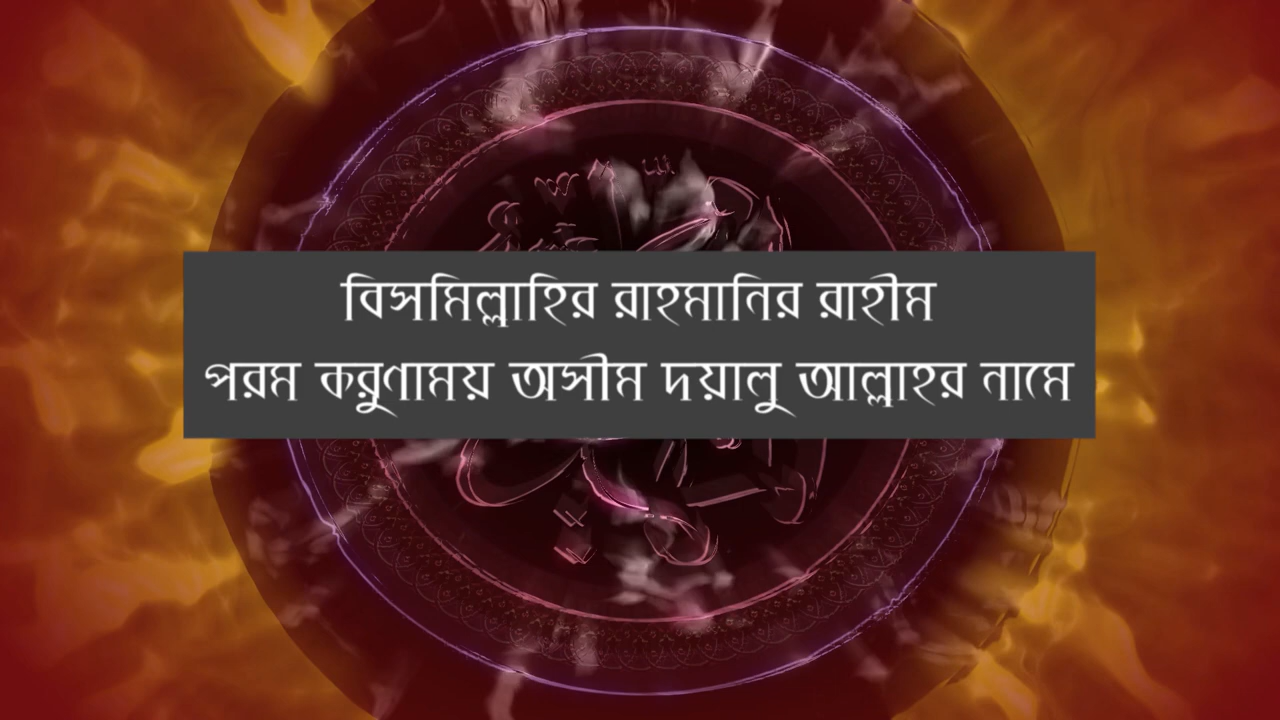 বিসমিল্লাহির রাহমানির রাহীম
পরম করুণাময় অসীম দয়ালু আল্লাহর নামে